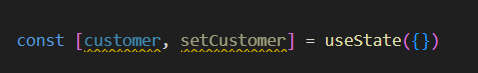 const [customer, setCustomer] = useState({})